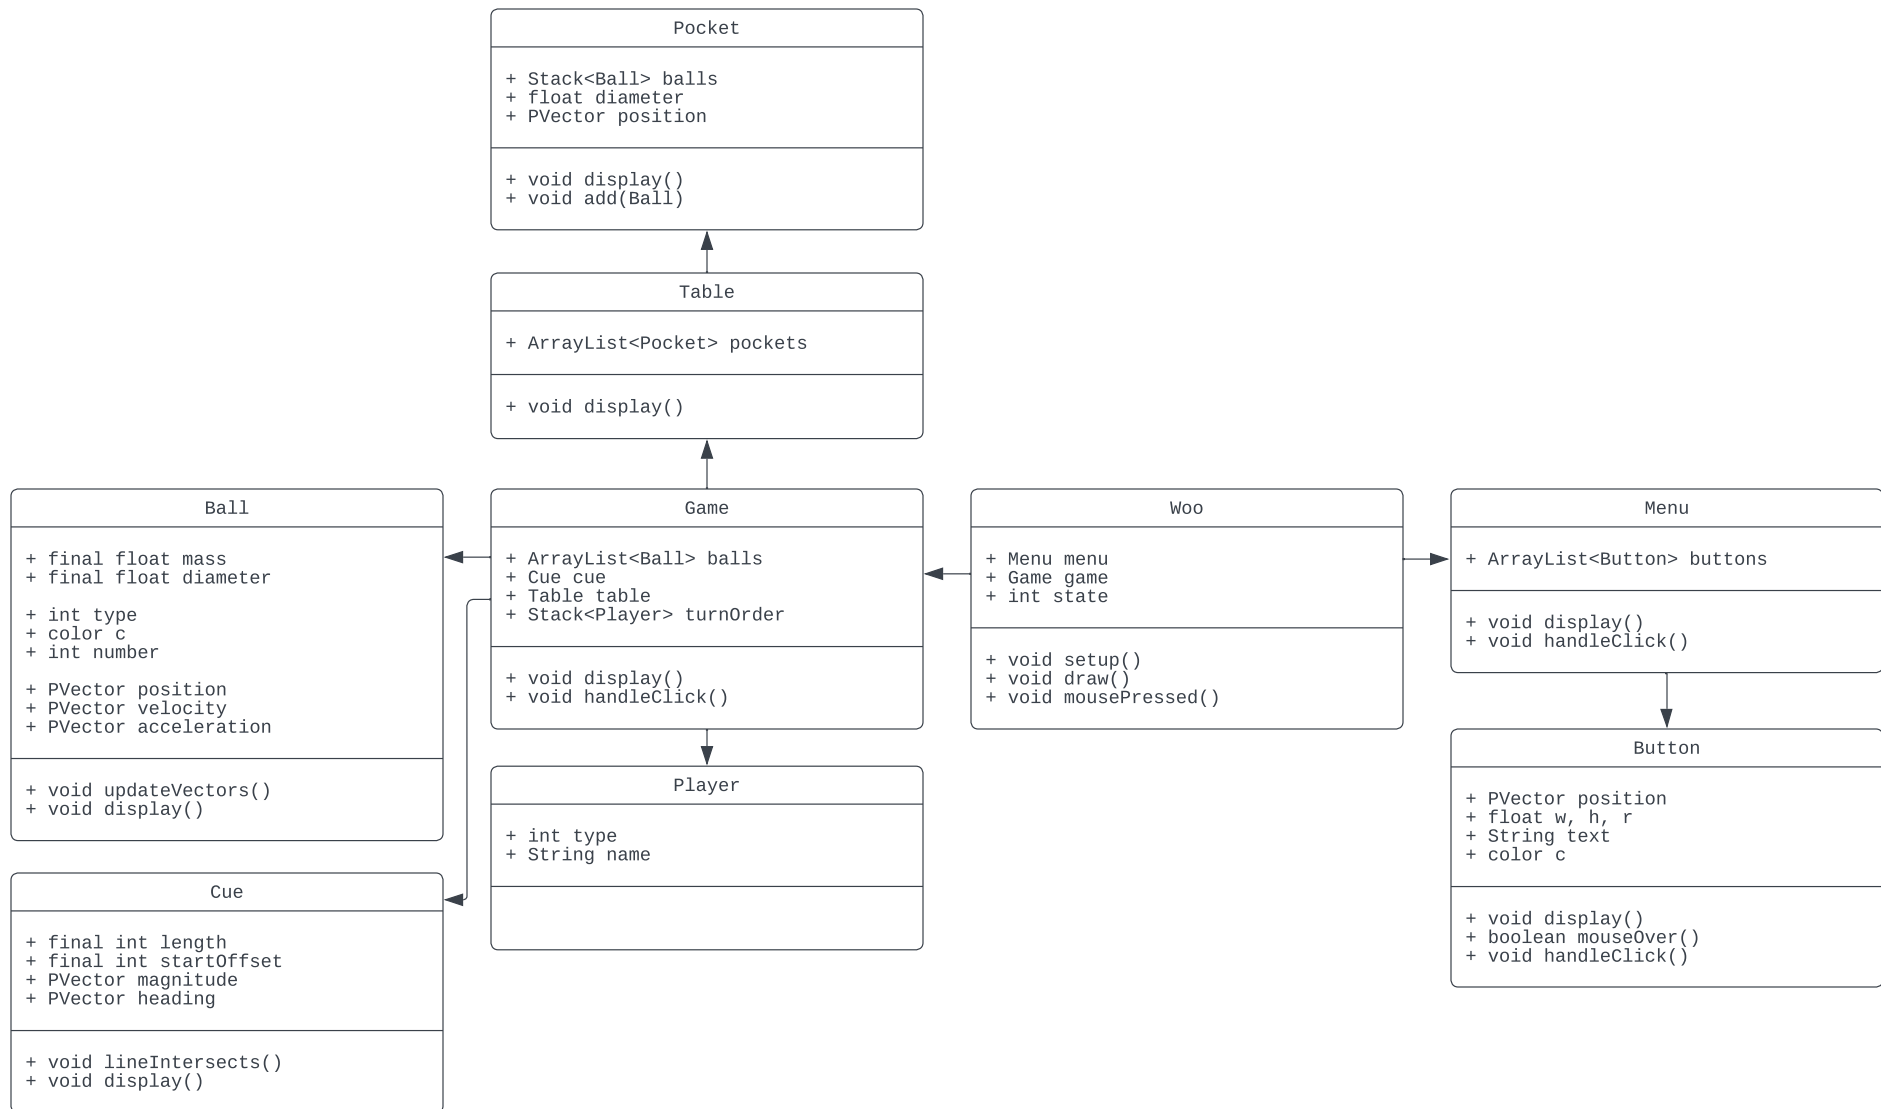 Pocket
+ Stack<Ball> balls
+ float diameter
+ PVector position
+ void display()
+ void add(Ball)
Table
+ ArrayList<Pocket> pockets
+ void display()
Ball
+ final float mass
+ final float diameter
+ int type
+ color c
+ int number
+ PVector position
+ PVector velocity
+ PVector acceleration
+ void updateVectors()
+ void display()
Game
+ ArrayList<Ball> balls
+ Cue cue
+ Table table
+ Stack<Player> turnOrder
+ void display()
+ void handleClick()
Woo
+ Menu menu
+ Game game
+ int state
+ void setup()
+ void draw()
+ void mousePressed()
Menu
+ ArrayList<Button> buttons
+ void display()
+ void handleClick()
Button
+ PVector position
+ float w, h, r
+ String text
+ color c
+ void display()
+ boolean mouseOver()
+ void handleClick()
Player
+ int type
+ String name
Cue
+ final int length
+ final int startOffset
+ PVector magnitude
+ PVector heading
+ void lineIntersects()
+ void display()